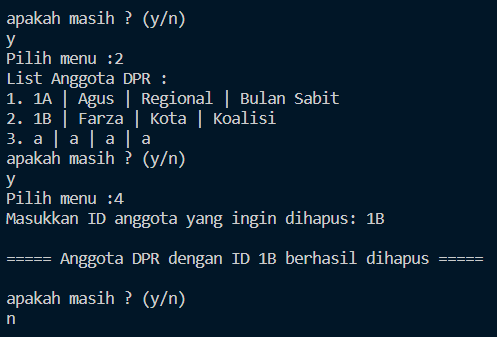 apakah masih ? (y/n)
y
Pilih menu :2
List Anggota DPR :
1. 1A | Agus | Regional | Bulan Sabit
2. 1B | Farza | Kota | Koalisi
3. a | a | a | a
apakah masih ? (y/n)
y
Pilih menu :4
Masukkan ID anggota yang ingin dihapus: 1B
===== Anggota DPR dengan ID 1B berhasil dihapus =====
apakah masih ? (y/n)
n